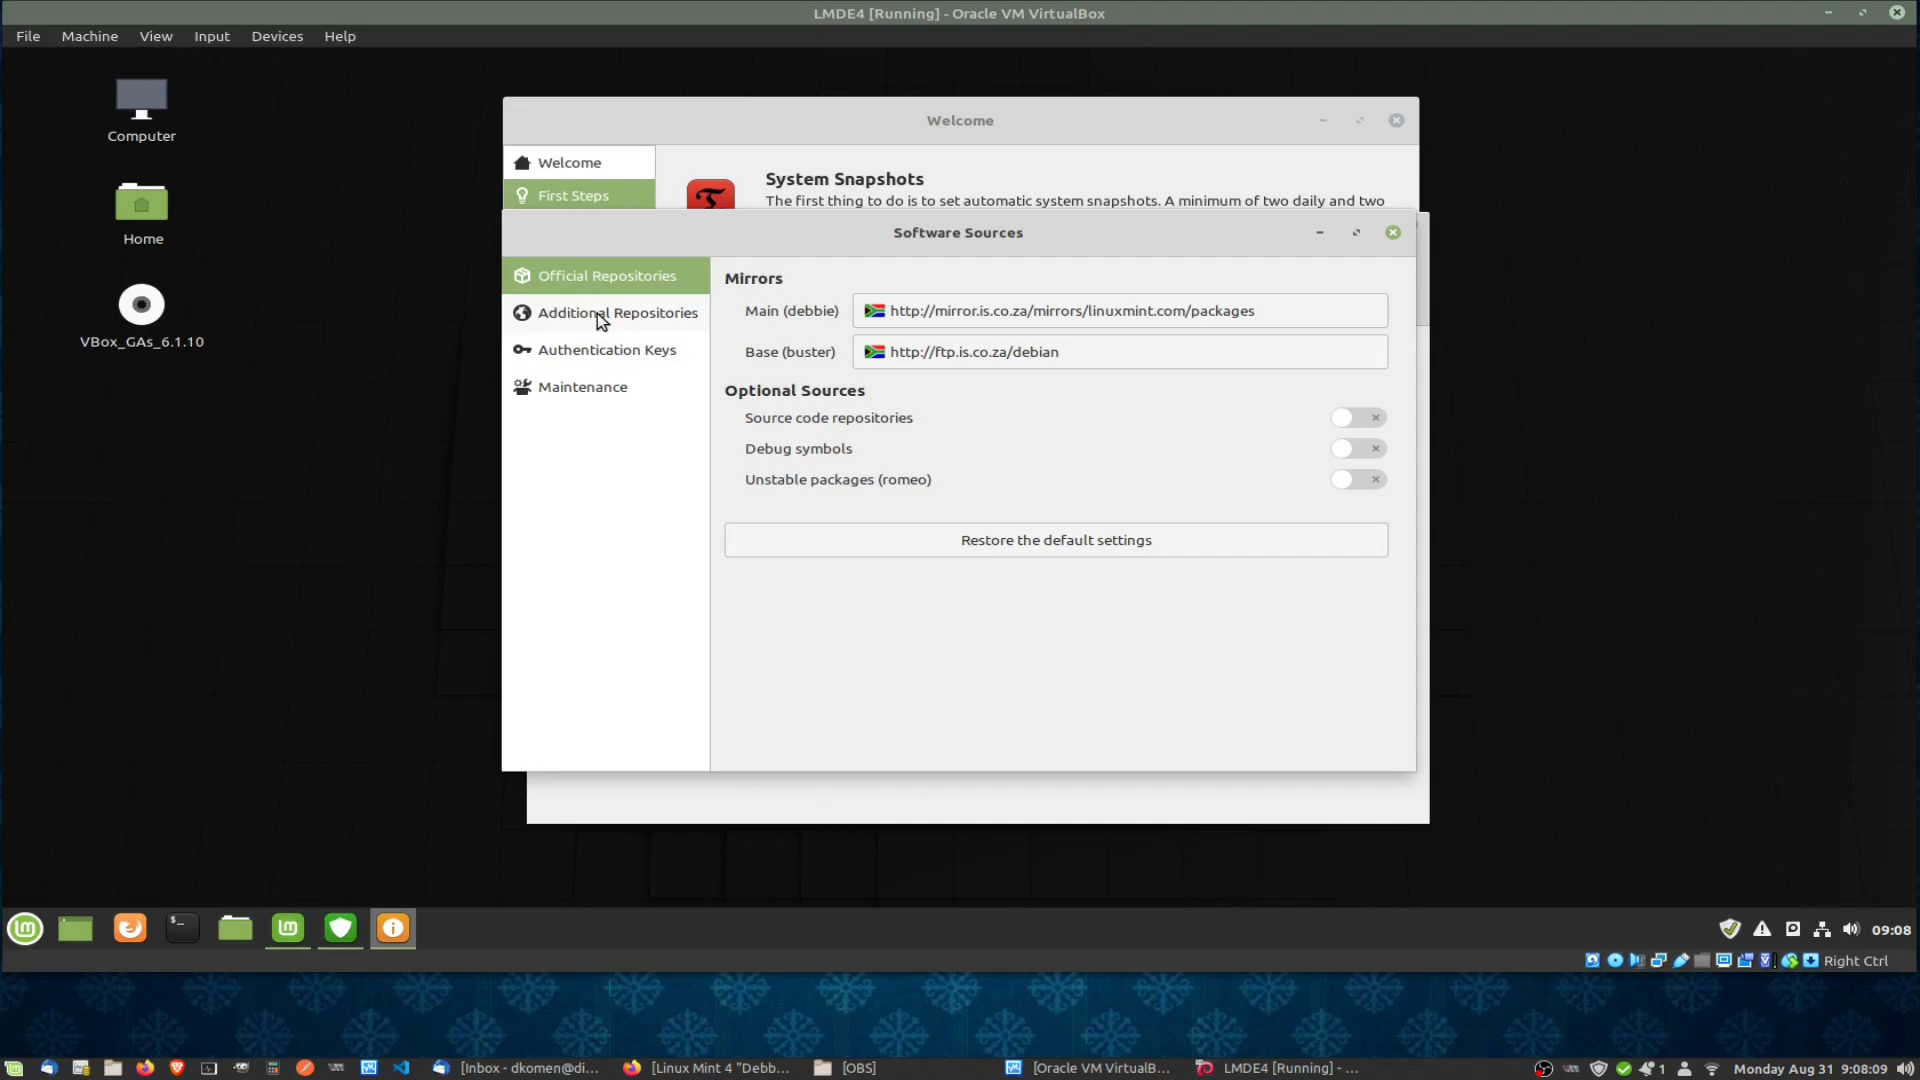 LMDE4 [Running] - Oracle VM VirtualBox
File Machine View Input Devices Help
Computer
Home
VBox_GAs_6.1.10
Welcome
Welcome
First Steps
System Snapshots
The first thing to do is to set automatic system snapshots. A minimum of two daily and two
Software Sources
Official Repositories
Additional Repositories
Authentication Keys
Maintenance
Mirrors
Main (debbie) http://mirror.is.co.za/mirrors/linuxmint.com/packages
Base (buster) http://ftp.is.co.za/debian
Optional Sources
Source code repositories
Debug symbols
Unstable packages (romeo)
Restore the default settings
09:08
Right Ctrl
[Inbox - dkomen@di... [Linux Mint 4 "Debb... [OBS] [Oracle VM VirtualB... LMDE4 [Running] - ... 1 Monday Aug 31 9:08:09